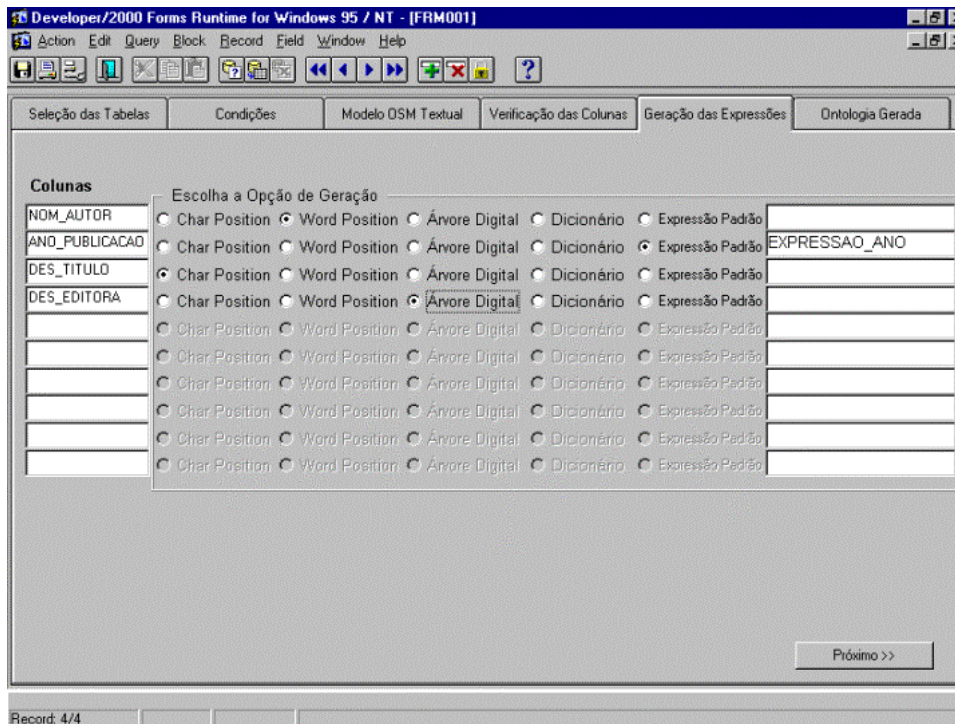 Developer/2000 Forms Runtime for Windows 95 / NT - [FRM001]
Action Edit Query Block Record Field Window Help
Seleção das Tabelas Condições Modelo OSM Textual Verificação das Colunas Geração das Expressões Ontologia Gerada
Colunas
Escolha a Opção de Geração
NOM_AUTOR Char Position Word Position Árvore Digital Dicionário Expressão Padrão
ANO_PUBLICACAO Char Position Word Position Árvore Digital Dicionário Expressão Padrão EXPRESSAO_ANO
DES_TITULO Char Position Word Position Árvore Digital Dicionário Expressão Padrão
DES_EDITORA Char Position Word Position Árvore Digital Dicionário Expressão Padrão
Char Position Word Position Árvore Digital Dicionário Expressão Padrão
Char Position Word Position Árvore Digital Dicionário Expressão Padrão
Char Position Word Position Árvore Digital Dicionário Expressão Padrão
Char Position Word Position Árvore Digital Dicionário Expressão Padrão
Char Position Word Position Árvore Digital Dicionário Expressão Padrão
Char Position Word Position Árvore Digital Dicionário Expressão Padrão
Próximo >>
Record: 4/4